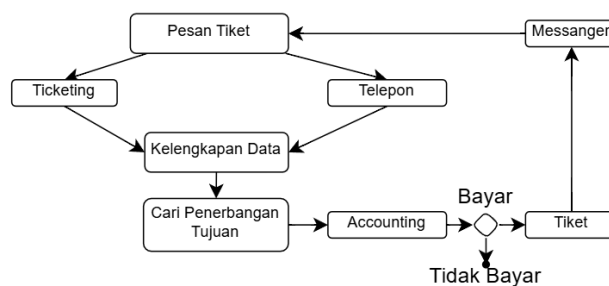 Pesan Tiket
Messanger
Ticketing
Telepon
Kelengkapan Data
Cari Penerbangan
Tujuan
Accounting
Bayar
Tiket
Tidak Bayar